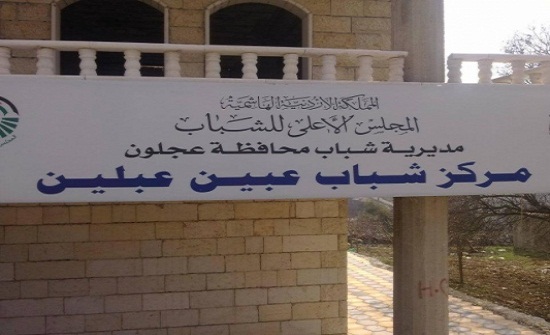 المملكة الأردنية الهاشمية
المجلس الأعلى للشباب
مديرية شباب محافظة عجلون
مركز شباب عبين عبلين
H.O